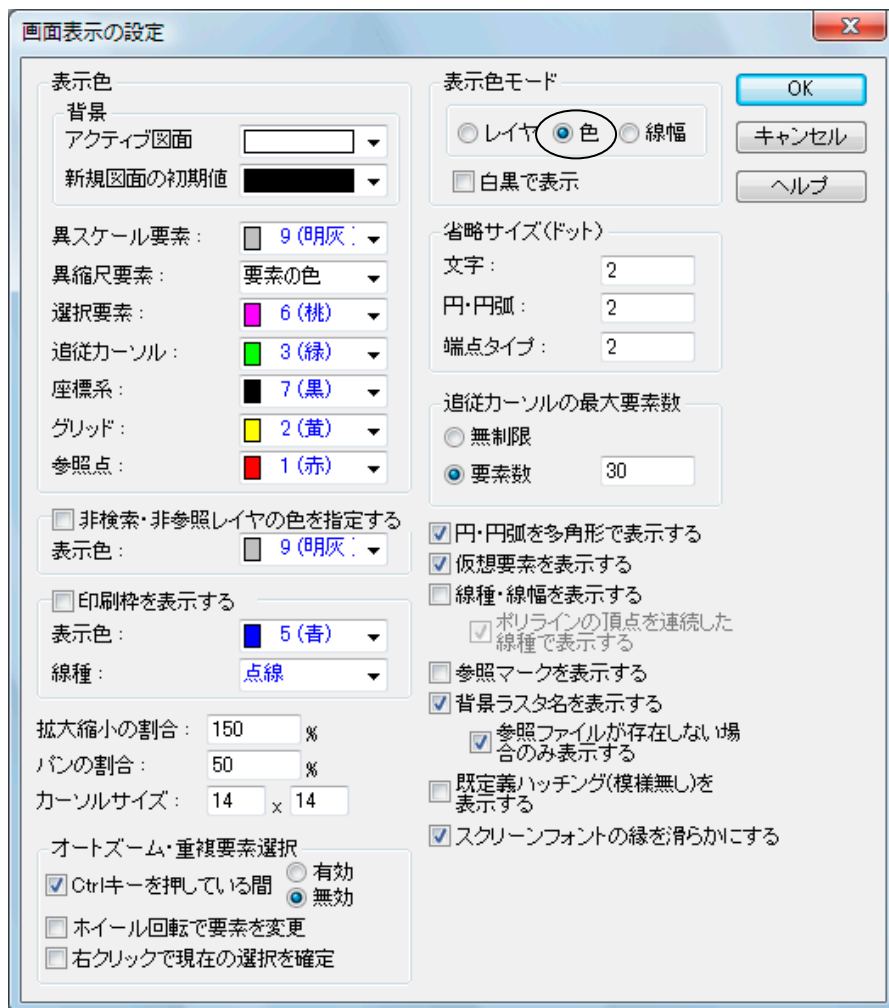 画面表示の設定
表示色
背景
アクティブ図面
新規図面の初期値
異スケール要素： 9 (明灰
異縮尺要素： 要素の色
選択要素： 6 (桃)
追従カーソル： 3 (緑)
座標系： 7 (黒)
グリッド： 2 (黄)
参照点： 1 (赤)
非検索・非参照レイヤの色を指定する
表示色： 9 (明灰
印刷枠を表示する
表示色： 5 (青)
線種： 点線
拡大縮小の割合： 150 %
パンの割合： 50 %
カーソルサイズ： 14 x 14
オートズーム・重複要素選択
Ctrlキーを押している間 有効
無効
ホイール回転で要素を変更
右クリックで現在の選択を確定
表示色モード
レイヤ 色 線幅
白黒で表示
省略サイズ(ドット)
文字： 2
円・円弧： 2
端点タイプ： 2
追従カーソルの最大要素数
無制限
要素数 30
円・円弧を多角形で表示する
仮想要素を表示する
線種・線幅を表示する
ポリラインの頂点を連続した
線種で表示する
参照マークを表示する
背景ラスタ名を表示する
参照ファイルが存在しない場
合のみ表示する
既定義ハッチング(模様無し)を
表示する
スクリーンフォントの縁を滑らかにする
OK
キャンセル
ヘルプ